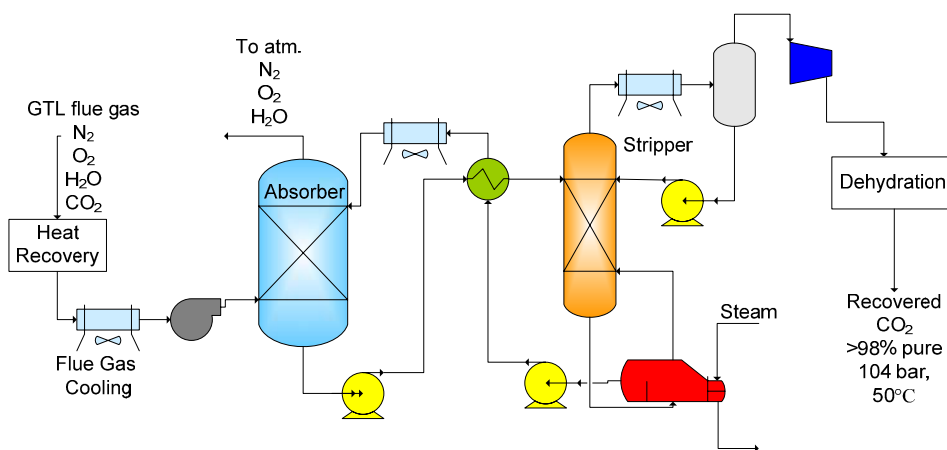 To atm.
N₂
O₂
H₂O
GTL flue gas
N₂
O₂
H₂O
CO₂
Heat
Recovery
Flue Gas
Cooling
Absorber
Stripper
Steam
Dehydration
Recovered
CO₂
>98% pure
104 bar,
50°C